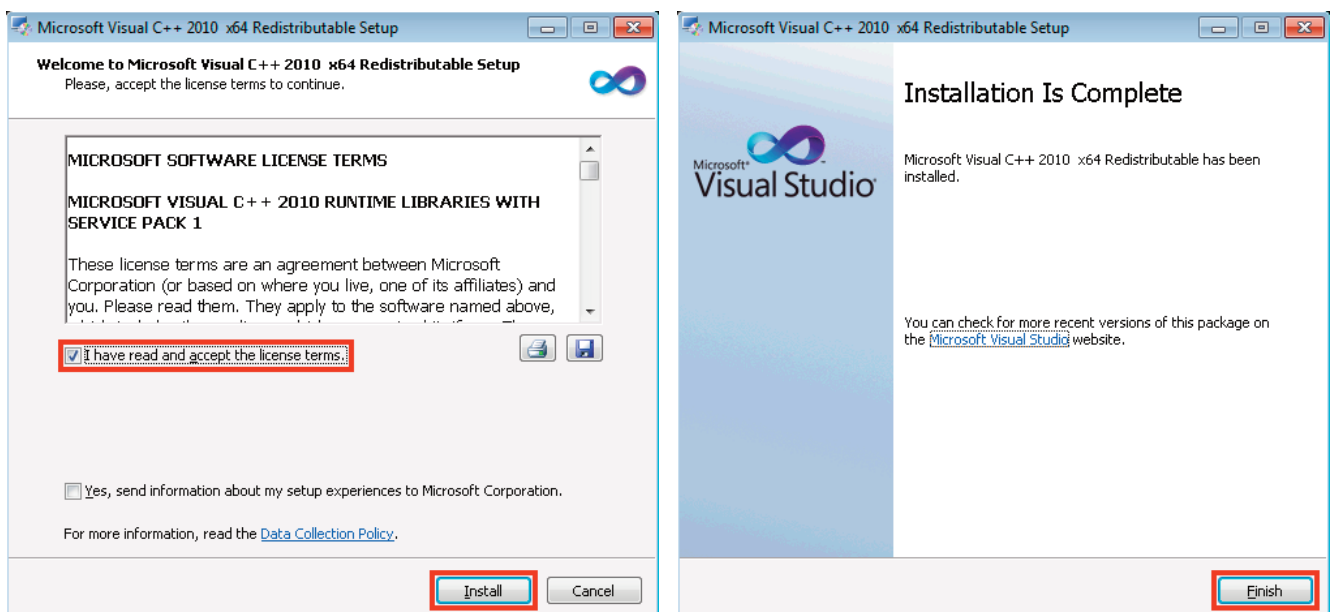 Microsoft Visual C++ 2010  x64 Redistributable Setup
Welcome to Microsoft Visual C++ 2010  x64 Redistributable Setup
Please, accept the license terms to continue.
MICROSOFT SOFTWARE LICENSE TERMS
MICROSOFT VISUAL C++ 2010 RUNTIME LIBRARIES WITH
SERVICE PACK 1
These license terms are an agreement between Microsoft
Corporation (or based on where you live, one of its affiliates) and
you. Please read them. They apply to the software named above,
I have read and accept the license terms.
Yes, send information about my setup experiences to Microsoft Corporation.
For more information, read the Data Collection Policy.
Install
Cancel
Microsoft Visual C++ 2010  x64 Redistributable Setup
Microsoft
Visual Studio
Installation Is Complete
Microsoft Visual C++ 2010  x64 Redistributable has been
installed.
You can check for more recent versions of this package on
the Microsoft Visual Studio website.
Finish